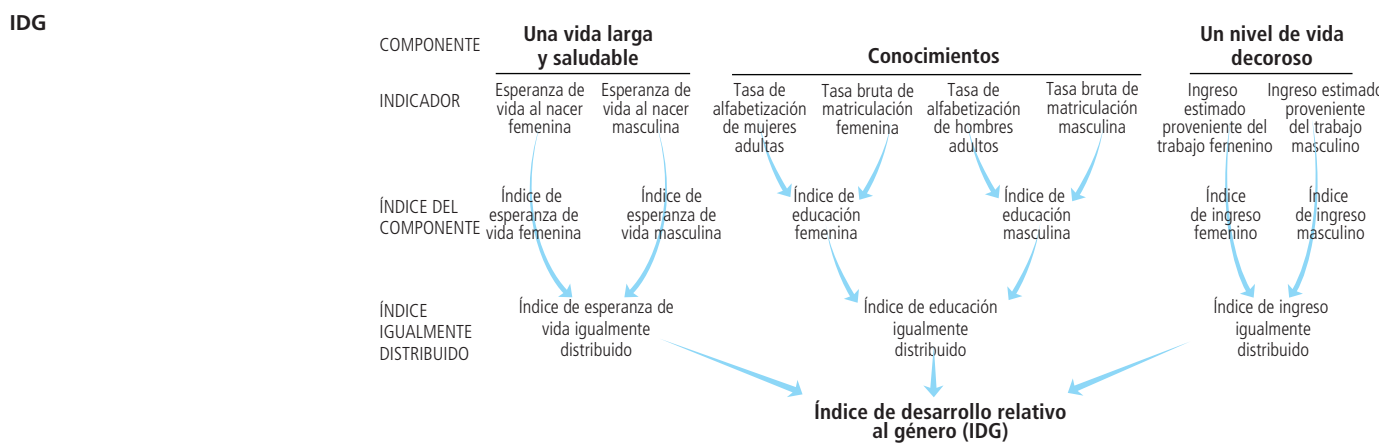 IDG
COMPONENTE
Una vida larga
y saludable
Conocimientos
Un nivel de vida
decoroso
INDICADOR
Esperanza de
vida al nacer
femenina
Esperanza de
vida al nacer
masculina
Tasa de
alfabetización
de mujeres
adultas
Tasa bruta de
matriculación
femenina
Tasa de
alfabetización
de hombres
adultos
Tasa bruta de
matriculación
masculina
Ingreso
estimado
proveniente del
trabajo femenino
Ingreso estimado
proveniente
del trabajo
masculino
ÍNDICE DEL
COMPONENTE
Índice de
esperanza de
vida femenina
Índice de
esperanza de
vida masculina
Índice de
educación
femenina
Índice de
educación
masculina
Índice
de ingreso
femenino
Índice
de ingreso
masculino
ÍNDICE
IGUALMENTE
DISTRIBUIDO
Índice de esperanza de
vida igualmente
distribuido
Índice de educación
igualmente
distribuido
Índice de ingreso
igualmente
distribuido
Índice de desarrollo relativo
al género (IDG)